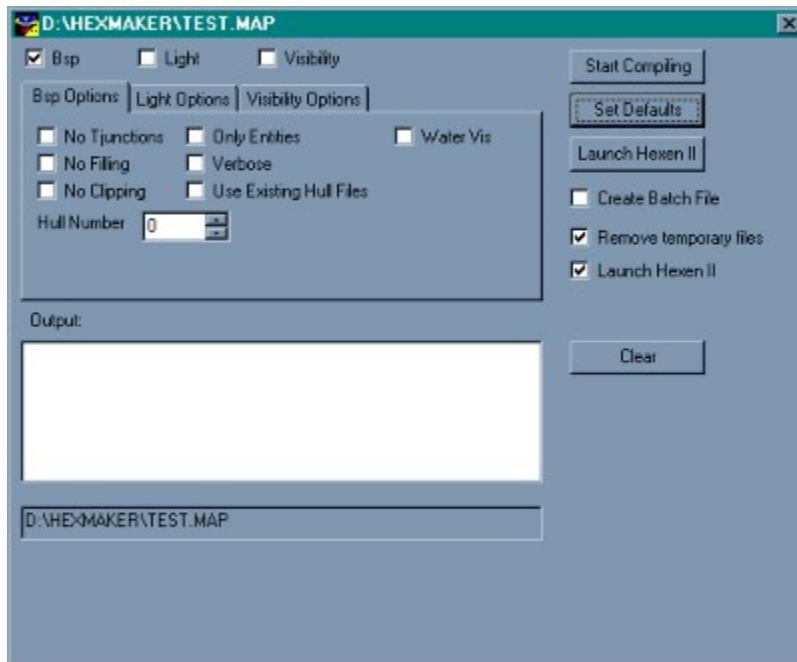 D:\HEXMAKER\TEST.MAP
Bsp Light Visibility
Start Compiling
Bsp Options Light Options Visibility Options
Set Defaults
No Tjunctions Only Entities Water Vis
Launch Hexen II
No Filling Verbose
No Clipping Use Existing Hull Files
Create Batch File
Hull Number 0
Remove temporary files
Launch Hexen II
Output:
Clear
D:\HEXMAKER\TEST.MAP